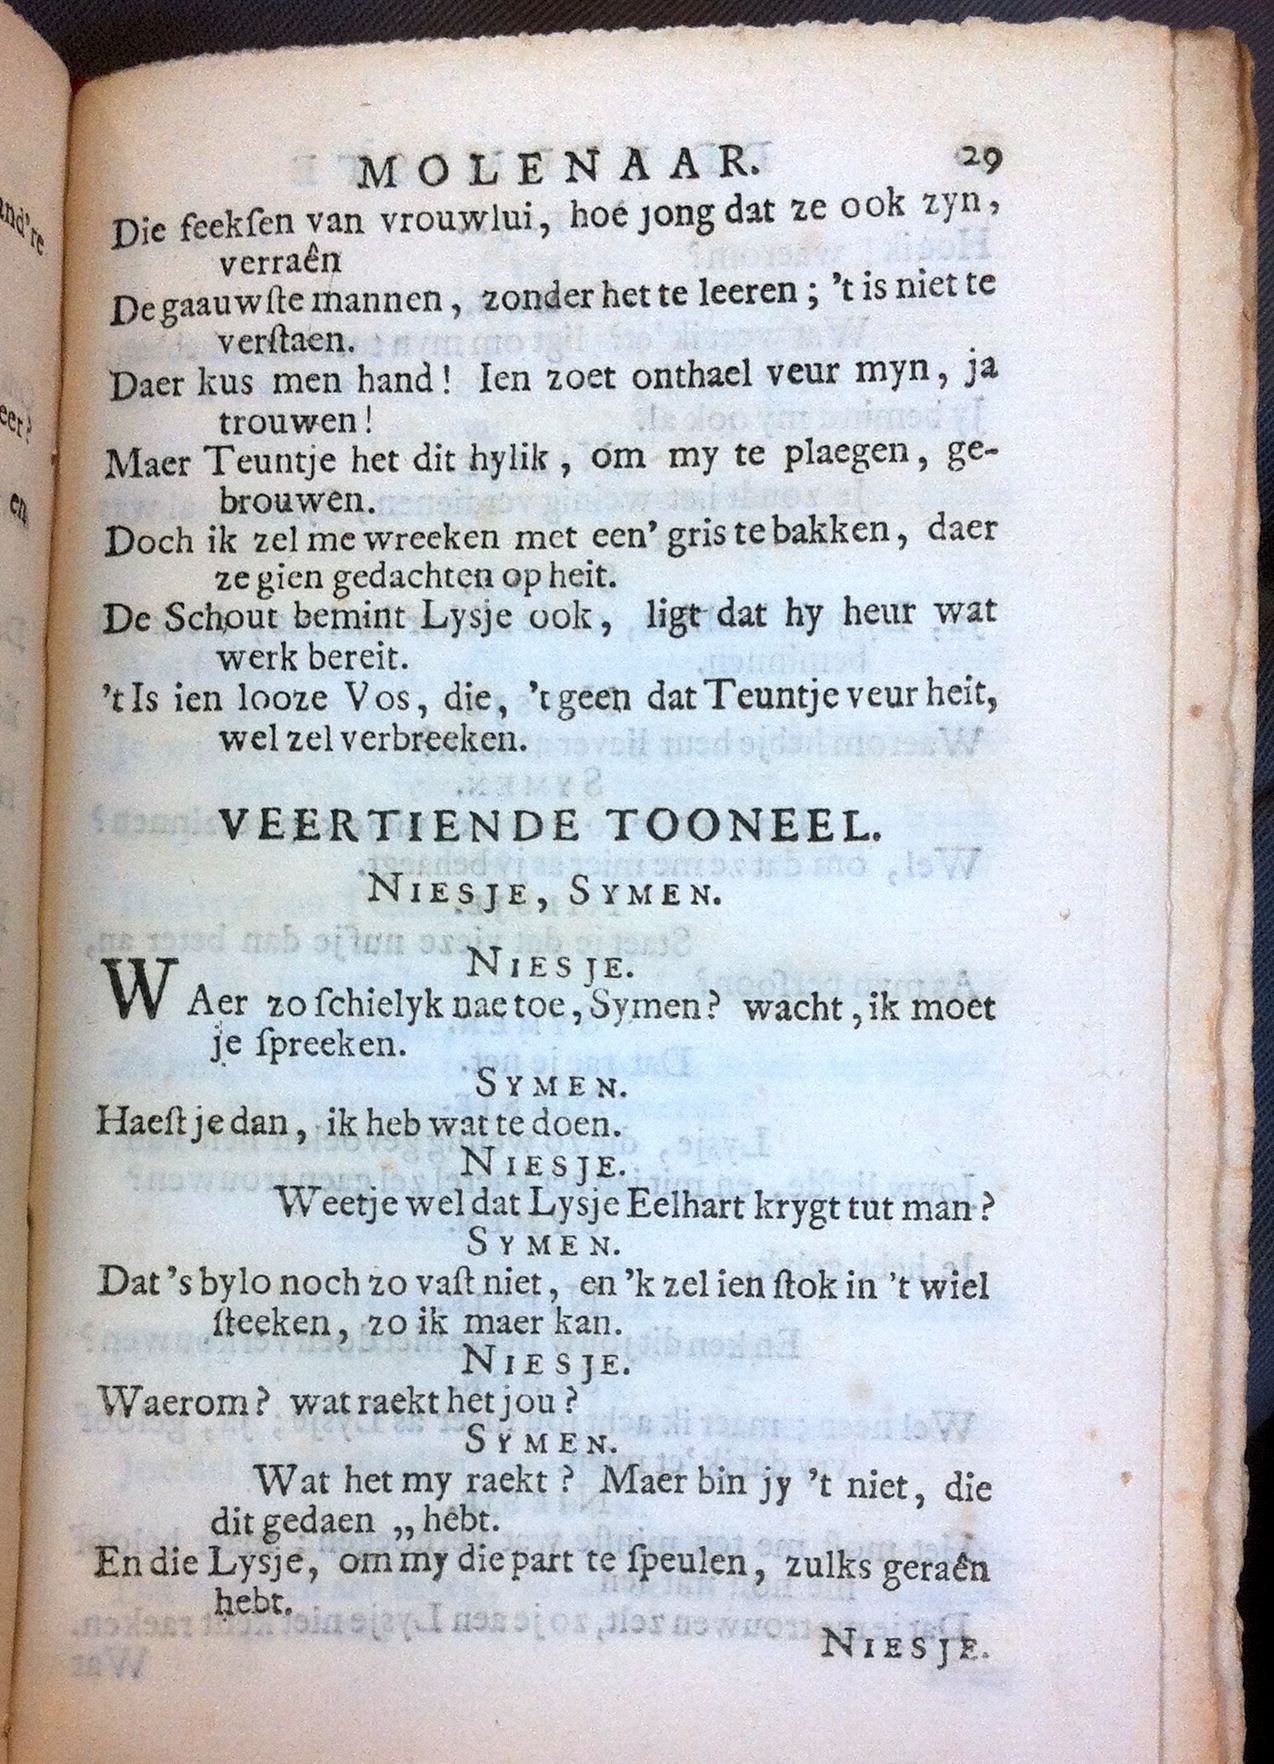 MOLENAAR. 29
Die feekſen van vrouwlui, hoe jong dat ze ook zyn,
verraên
De gaauwſte mannen, zonder het te leeren; 't is niet te
verſtaen.
Daer kus men hand! Ien zoet onthael veur myn, ja
trouwen!
Maer Teuntje het dit hylik, om my te plaegen, ge-
brouwen.
Doch ik zel me wreeken met een' gris te bakken, daer
ze gien gedachten op heit.
De Schout bemint Lysje ook, ligt dat hy heur wat
werk bereit.
't Is ien looze Vos, die, 't geen dat Teuntje veur heit,
wel zel verbreeken.
VEERTIENDE TOONEEL.
NIESJE, SYMEN.
NIESJE.
WAer zo ſchielyk nae toe, Symen? wacht, ik moet
je ſpreeken.
SYMEN.
Haeſt je dan, ik heb wat te doen.
NIESJE.
Weetje wel dat Lysje Eelhart krygt tut man?
SYMEN.
Dat 's bylo noch zo vaſt niet, en 'k zel ien ſtok in 't wiel
ſteeken, zo ik maer kan.
NIESJE.
Waerom? wat raekt het jou?
SYMEN.
Wat het my raekt? Maer bin jy 't niet, die
dit gedaen „ hebt.
En die Lysje, om my die part te ſpeulen, zulks geraên
hebt.
NIESJE.
and're
eer?
en